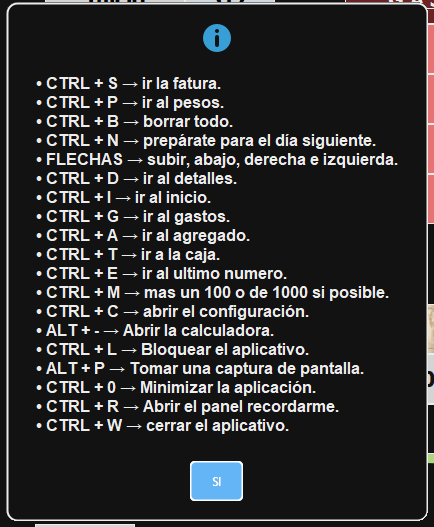 • CTRL + S → ir la fatura.
• CTRL + P → ir al pesos.
• CTRL + B → borrar todo.
• CTRL + N → prepárate para el día siguiente.
• FLECHAS → subir, abajo, derecha e izquierda.
• CTRL + D → ir al detalles.
• CTRL + I → ir al inicio.
• CTRL + G → ir al gastos.
• CTRL + A → ir al agregado.
• CTRL + T → ir a la caja.
• CTRL + E → ir al ultimo numero.
• CTRL + M → mas un 100 o de 1000 si posible.
• CTRL + C → abrir el configuración.
• ALT + - → Abrir la calculadora.
• CTRL + L → Bloquear el aplicativo.
• ALT + P → Tomar una captura de pantalla.
• CTRL + 0 → Minimizar la aplicación.
• CTRL + R → Abrir el panel recordarme.
• CTRL + W → cerrar el aplicativo.
SI